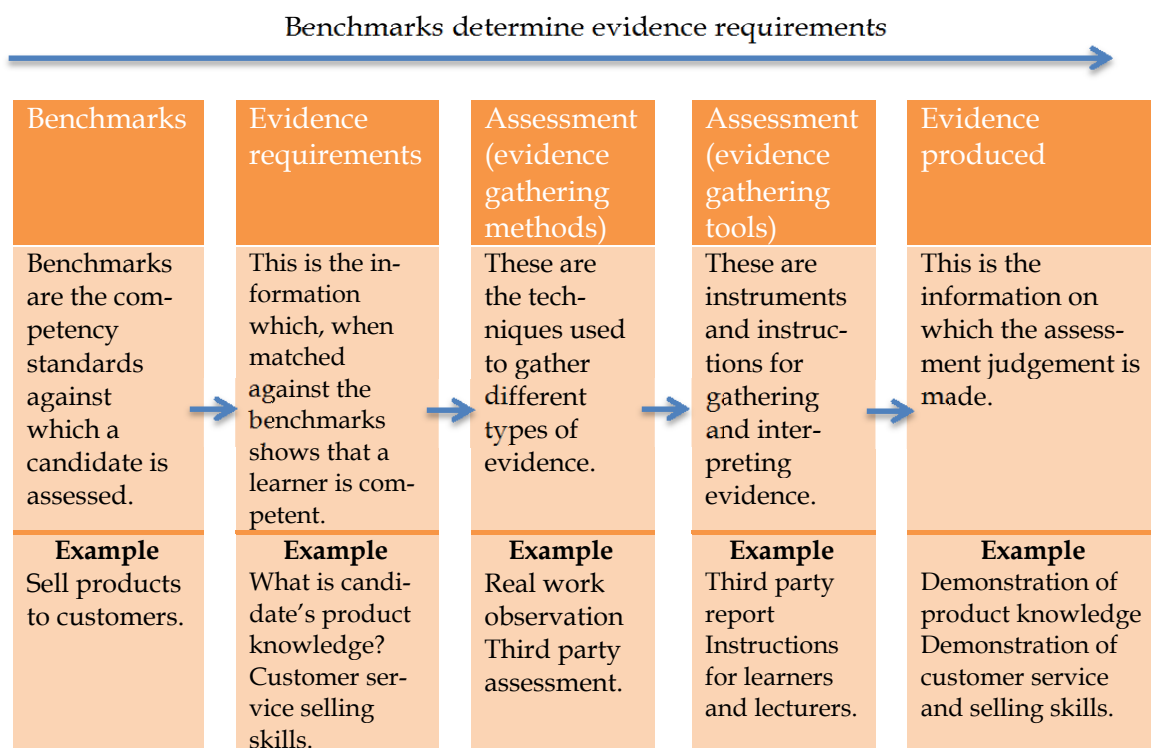 Benchmarks determine evidence requirements
Benchmarks
Evidence
requirements
Assessment
(evidence
gathering
methods)
Assessment
(evidence
gathering
tools)
Evidence
produced
Benchmarks
are the com-
petency
standards
against
which a
candidate is
assessed.
This is the in-
formation
which, when
matched
against the
benchmarks
shows that a
learner is com-
petent.
These are
the tech-
niques used
to gather
different
types of
evidence.
These are
instruments
and instruc-
tions for
gathering
and inter-
preting
evidence.
This is the
information on
which the assess-
ment judgement is
made.
Example
Sell products
to customers.
Example
What is candi-
date's product
knowledge?
Customer ser-
vice selling
skills.
Example
Real work
observation
Third party
assessment.
Example
Third party
report
Instructions
for learners
and lecturers.
Example
Demonstration of
product knowledge
Demonstration of
customer service
and selling skills.